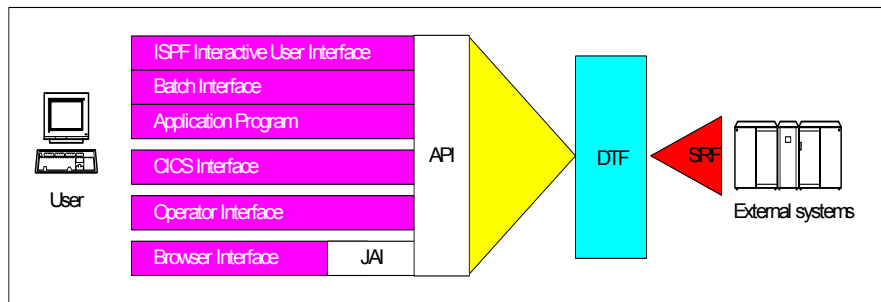 ISPF Interactive User Interface
Batch Interface
Application Program
CICS Interface
Operator Interface
Browser Interface
JAI
API
DTF
SRF
User
External systems